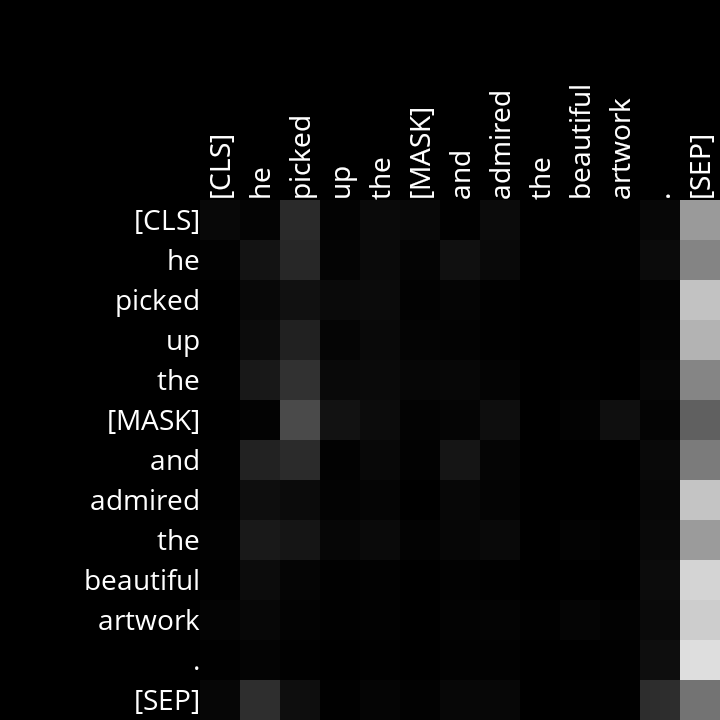 [CLS] he picked up the [MASK] and admired the beautiful artwork . [SEP]
[CLS]
he
picked
up
the
[MASK]
and
admired
the
beautiful
artwork
.
[SEP]